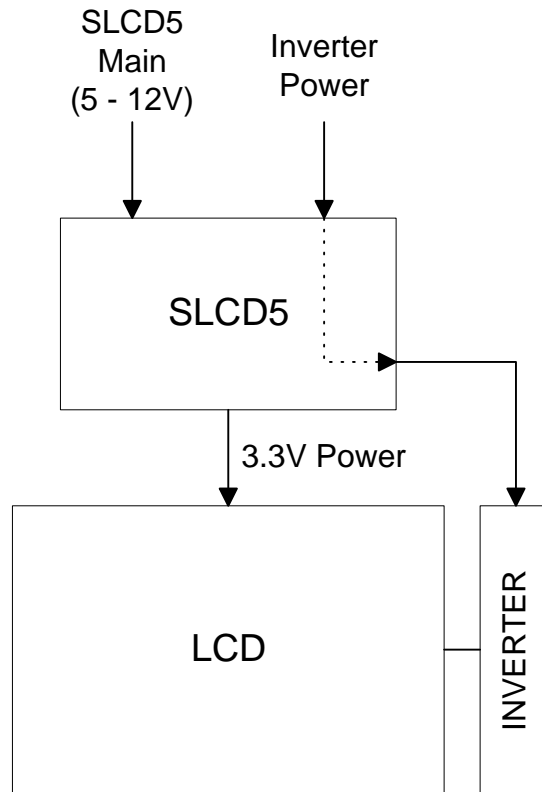 SLCD5
Main
(5 - 12V)
Inverter
Power
SLCD5
3.3V Power
LCD
INVERTER